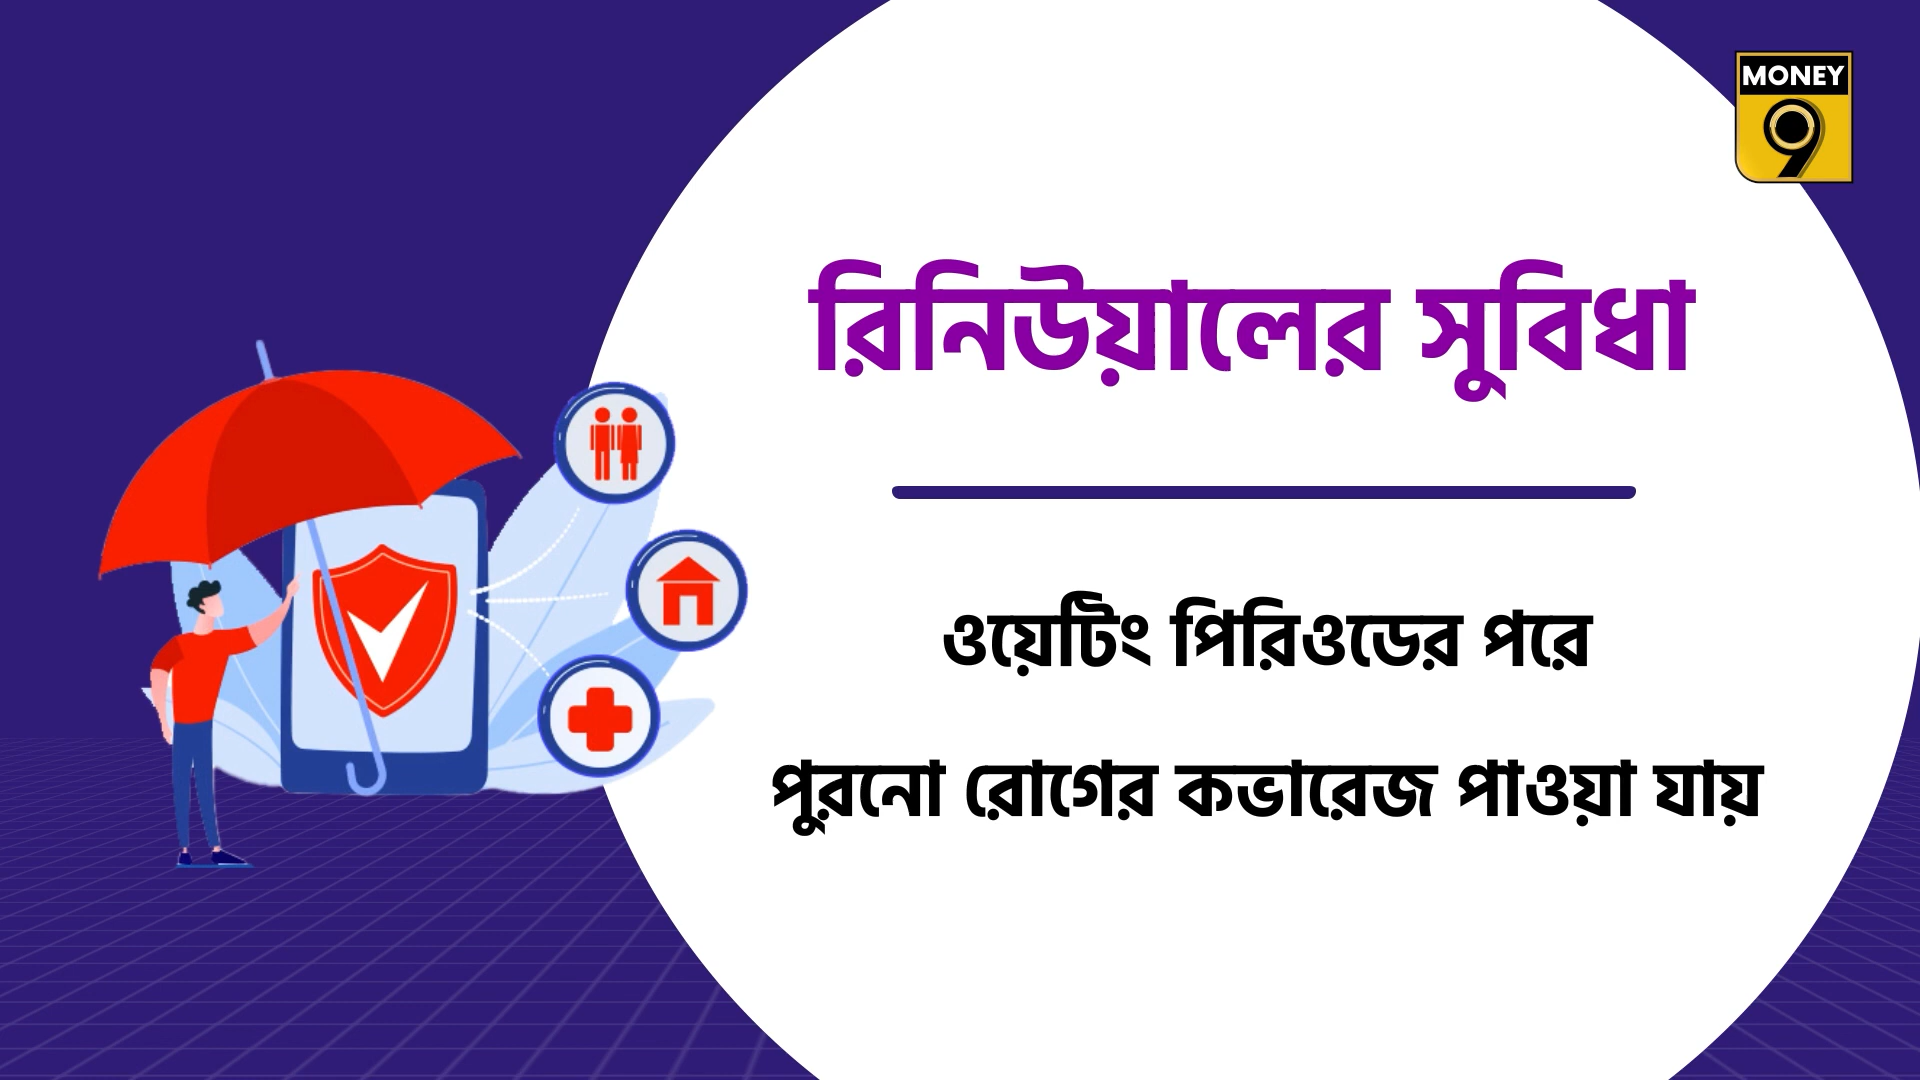 MONEY
9
রিনিউয়ালের সুবিধা
ওয়েটিং পিরিওডের পরে
পুরনো রোগের কভারেজ পাওয়া যায়